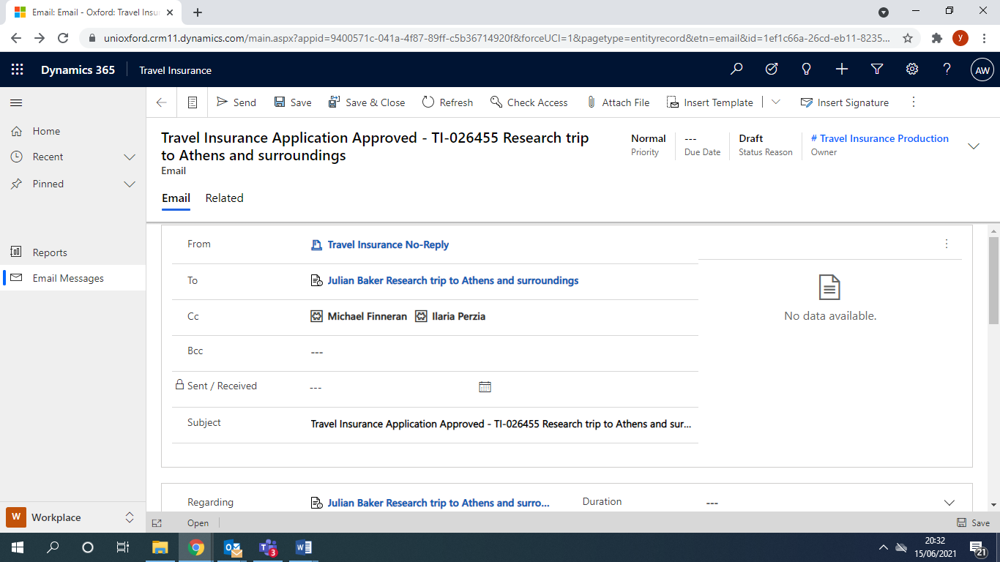 Email: Email - Oxford: Travel Insu
unioxford.crm11.dynamics.com/main.aspx?appid=9400571c-041a-4f87-89ff-c5b36714920f&forceUCI=1&pagetype=entityrecord&etn=email&id=1ef1c66a-26cd-eb11-8235...
y
Dynamics 365
Travel Insurance
AW
Send
Save
Save & Close
Refresh
Check Access
Attach File
Insert Template
Insert Signature
Home
Recent
Pinned
Reports
Email Messages
Travel Insurance Application Approved - TI-026455 Research trip
to Athens and surroundings
Email
Normal
Priority
---
Due Date
Draft
Status Reason
# Travel Insurance Production
Owner
Email
Related
From
Travel Insurance No-Reply
To
Julian Baker Research trip to Athens and surroundings
Cc
Michael Finneran
Ilaria Perzia
Bcc
---
Sent / Received
---
Subject
Travel Insurance Application Approved - TI-026455 Research trip to Athens and sur...
No data available.
Regarding
Julian Baker Research trip to Athens and surro...
Duration
---
W
Workplace
Open
Save
3
20:32
15/06/2021
21